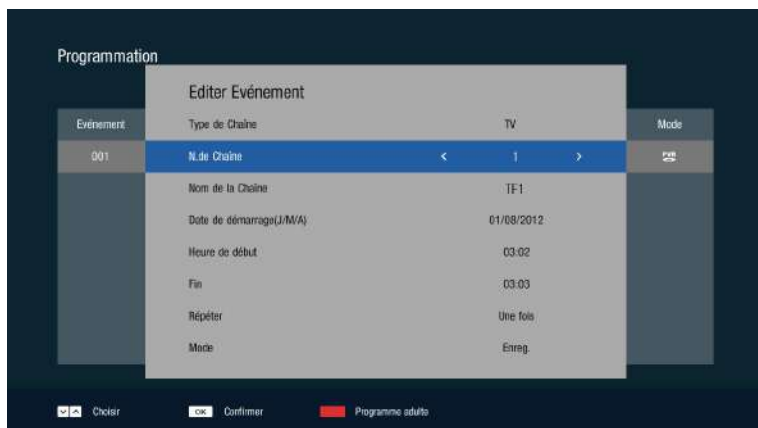 Programmation
Editer Evénement
Evénement
Type de Chaîne
TV
Mode
001
N.de Chaîne
< 1 >
PVR
Nom de la Chaîne
TF1
Date de démarrage(J/M/A)
01/08/2012
Heure de début
03:02
Fin
03:03
Répéter
Une fois
Mode
Enreg.
Choisir
OK
Confirmer
Programme adulte